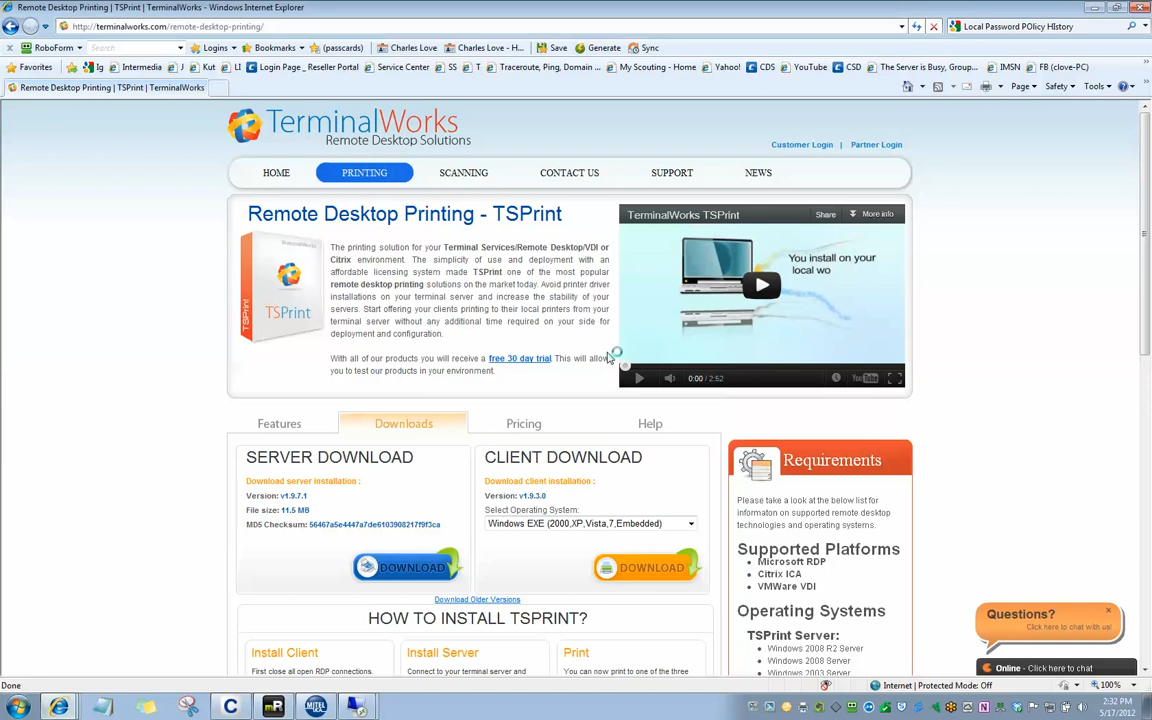 Remote Desktop Printing | TSPrint | TerminalWorks - Windows Internet Explorer
http://terminalworks.com/remote-desktop-printing/
Local Password POlicy HIstory
RoboForm Search Logins Bookmarks (passcards) Charles Love Charles Love - H... Save Generate Sync
Favorites Ig Intermedia J Kut LI Login Page _ Reseller Portal Service Center SS T Traceroute, Ping, Domain ... My Scouting - Home Yahoo! CDS YouTube CSD The Server is Busy, Group... IMSN FB (clove-PC)
Remote Desktop Printing | TSPrint | TerminalWorks
Page Safety Tools
TerminalWorks
Remote Desktop Solutions
Customer Login | Partner Login
HOME PRINTING SCANNING CONTACT US SUPPORT NEWS
Remote Desktop Printing - TSPrint
TSPrint
TSPrint
The printing solution for your Terminal Services/Remote Desktop/VDI or
Citrix environment. The simplicity of use and deployment with an
affordable licensing system made TSPrint one of the most popular
remote desktop printing solutions on the market today. Avoid printer driver
installations on your terminal server and increase the stability of your
servers. Start offering your clients printing to their local printers from your
terminal server without any additional time required on your side for
deployment and configuration.
With all of our products you will receive a free 30 day trial. This will allow
you to test our products in your environment.
TerminalWorks TSPrint Share More info
You install on your
local wo
0:00 / 2:52 YouTube
Features Downloads Pricing Help
SERVER DOWNLOAD
Download server installation :
Version: v1.9.7.1
File size: 11.5 MB
MD5 Checksum: 56467a5e4447a7de6103908217f9f3ca
DOWNLOAD
CLIENT DOWNLOAD
Download client installation :
Version: v1.9.3.0
Select Operating System:
Windows EXE (2000,XP,Vista,7,Embedded)
DOWNLOAD
Download Older Versions
HOW TO INSTALL TSPRINT?
Install Client
First close all open RDP connections.
Install Server
Connect to your terminal server and
Print
You can now print to one of the three
Requirements
Please take a look at the below list for
informaton on supported remote desktop
technologies and operating systems.
Supported Platforms
Microsoft RDP
Citrix ICA
VMWare VDI
Operating Systems
TSPrint Server:
Windows 2008 R2 Server
Windows 2008 Server
Windows 2003 Server
Questions?
Click here to chat with us!
Online - Click here to chat
Done
Internet | Protected Mode: Off
100%
C mR MITEL
2:32 PM
5/17/2012